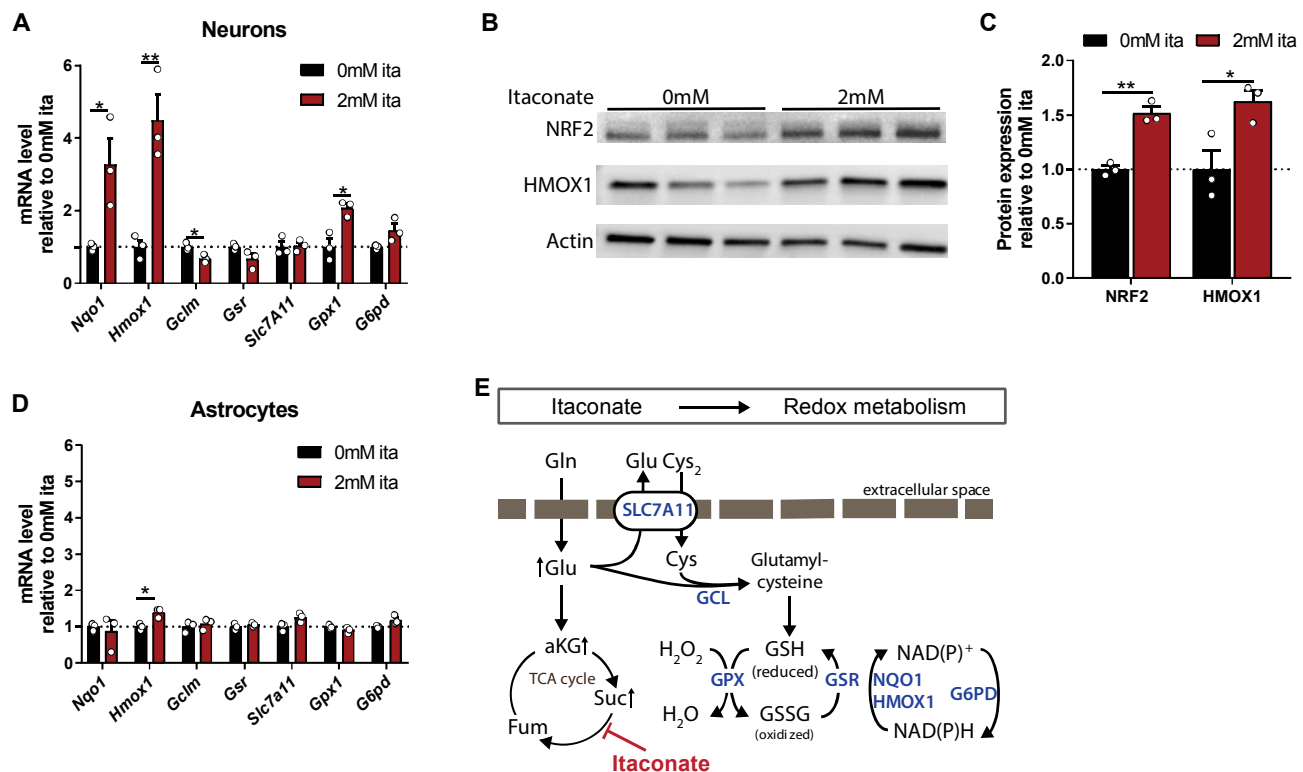 A
Neurons
0mM ita
2mM ita
mRNA level
relative to 0mM ita
6
4
2
1
0
*
**
*
*
Nqo1
Hmox1
Gclm
Gsr
Slc7A11
Gpx1
G6pd
B
Itaconate
0mM
2mM
NRF2
HMOX1
Actin
C
0mM ita
2mM ita
Protein expression
relative to 0mM ita
2.0
1.5
1.0
0.5
0.0
**
*
NRF2
HMOX1
D
Astrocytes
0mM ita
2mM ita
mRNA level
relative to 0mM ita
6
5
4
3
2
1
0
*
Nqo1
Hmox1
Gclm
Gsr
Slc7a11
Gpx1
G6pd
E
Itaconate → Redox metabolism
Gln
Glu Cys₂
extracellular space
SLC7A11
↑Glu
Cys
Glutamyl-
cysteine
GCL
aKG↑
TCA cycle
Suc↑
Fum
Itaconate
H₂O₂
H₂O
GPX
GSH
(reduced)
GSSG
(oxidized)
GSR
NAD(P)⁺
NQO1
HMOX1
G6PD
NAD(P)H